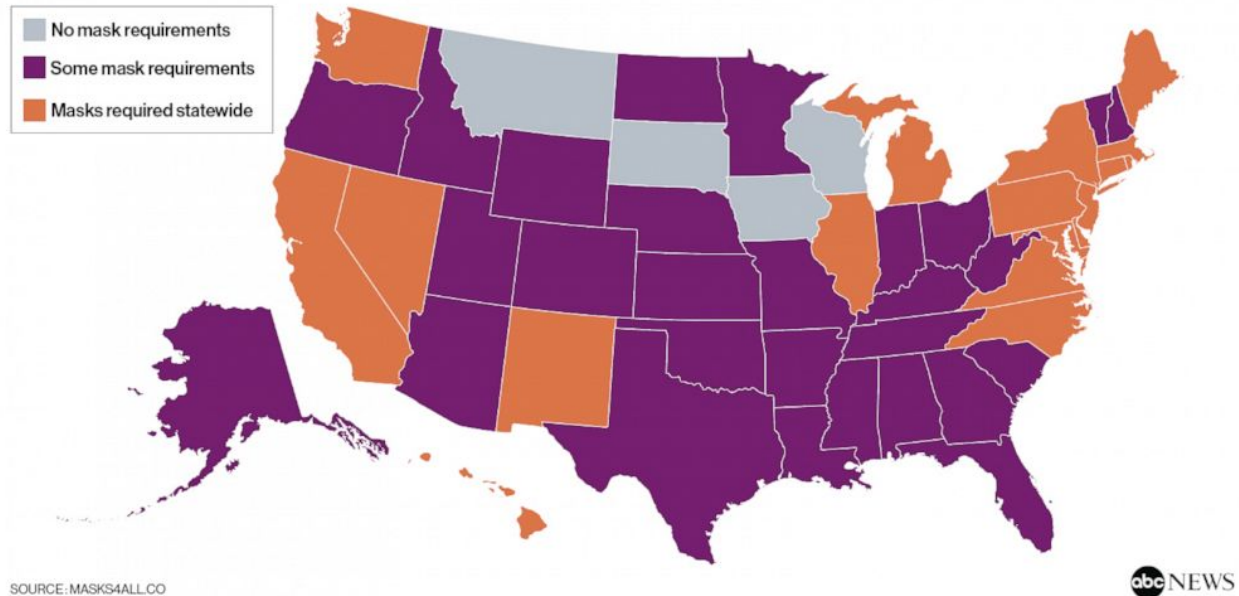 No mask requirements
Some mask requirements
Masks required statewide
SOURCE: MASKS4ALL.CO
abc NEWS